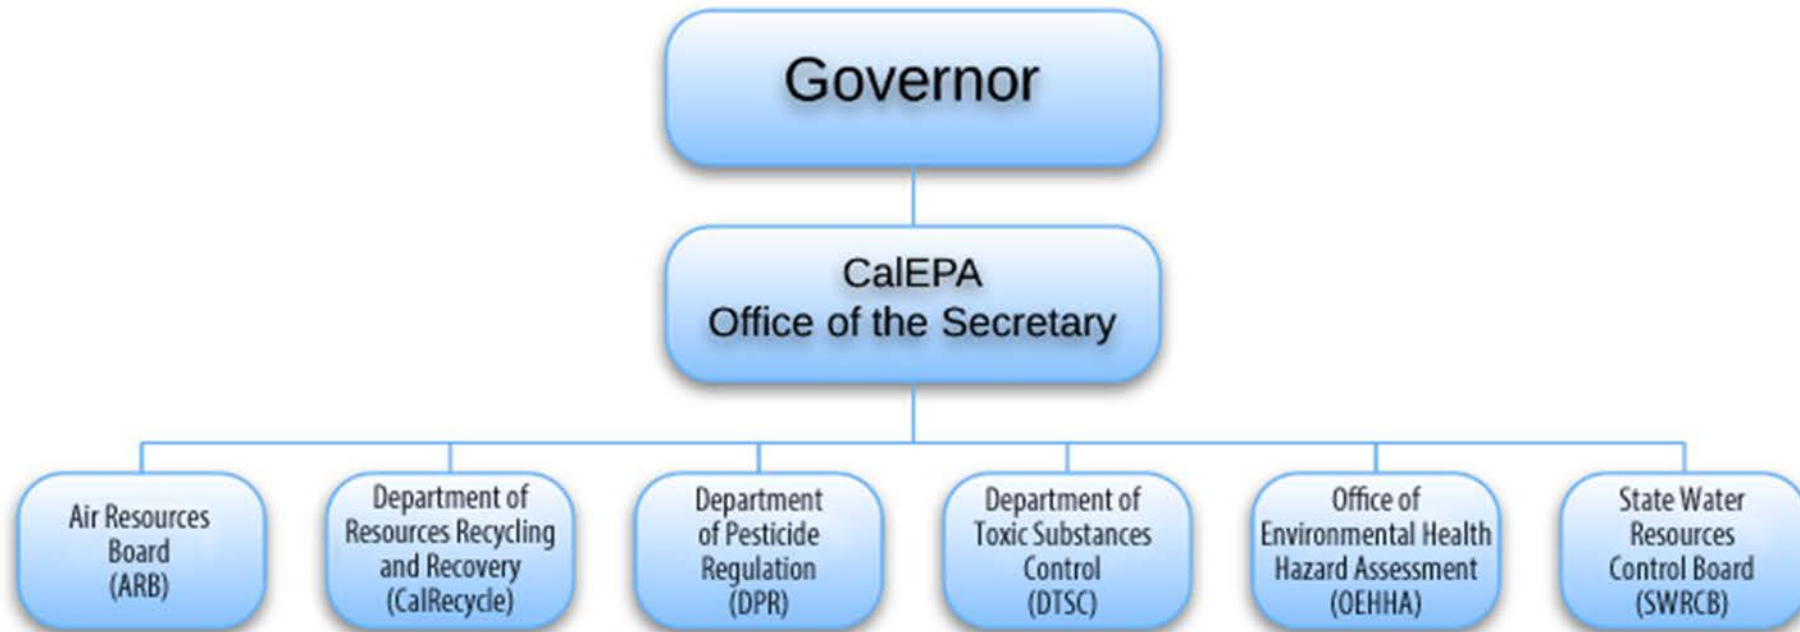 Governor
CalEPA
Office of the Secretary
Air Resources
Board
(ARB)
Department of
Resources Recycling
and Recovery
(CalRecycle)
Department
of Pesticide
Regulation
(DPR)
Department of
Toxic Substances
Control
(DTSC)
Office of
Environmental Health
Hazard Assessment
(OEHHA)
State Water
Resources
Control Board
(SWRCB)